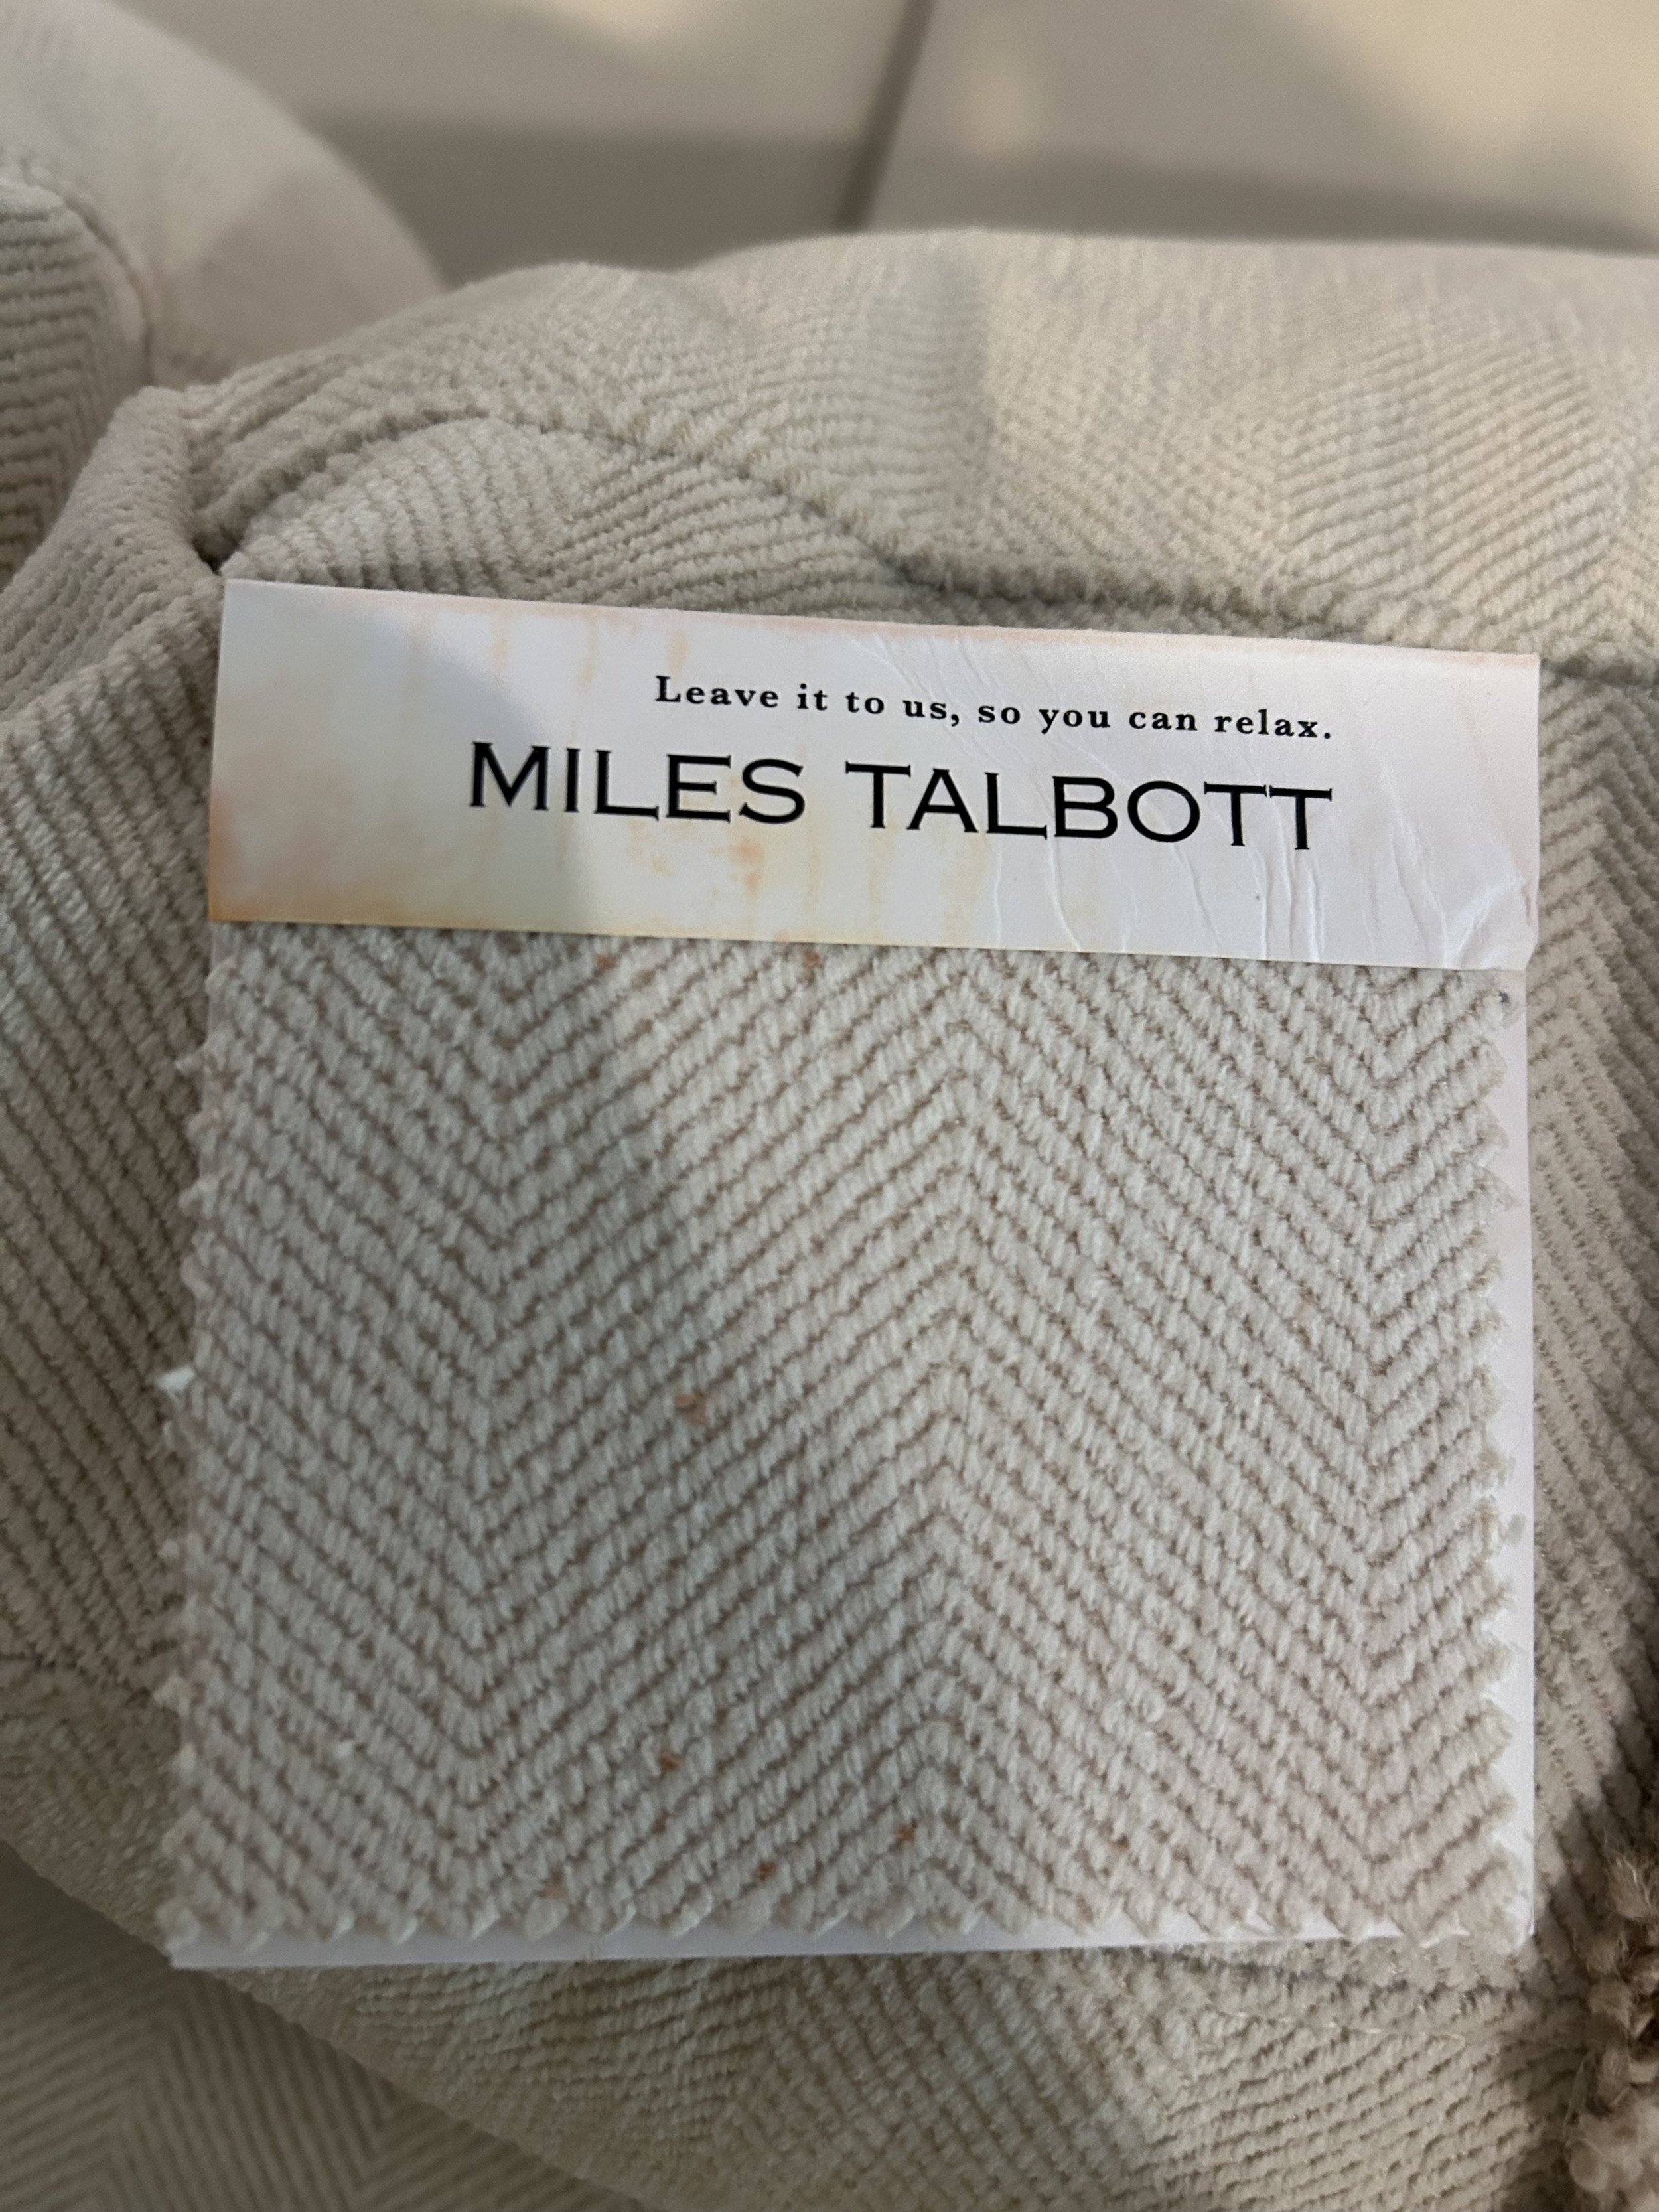 Leave it to us, so you can relax.
MILES TALBOTT